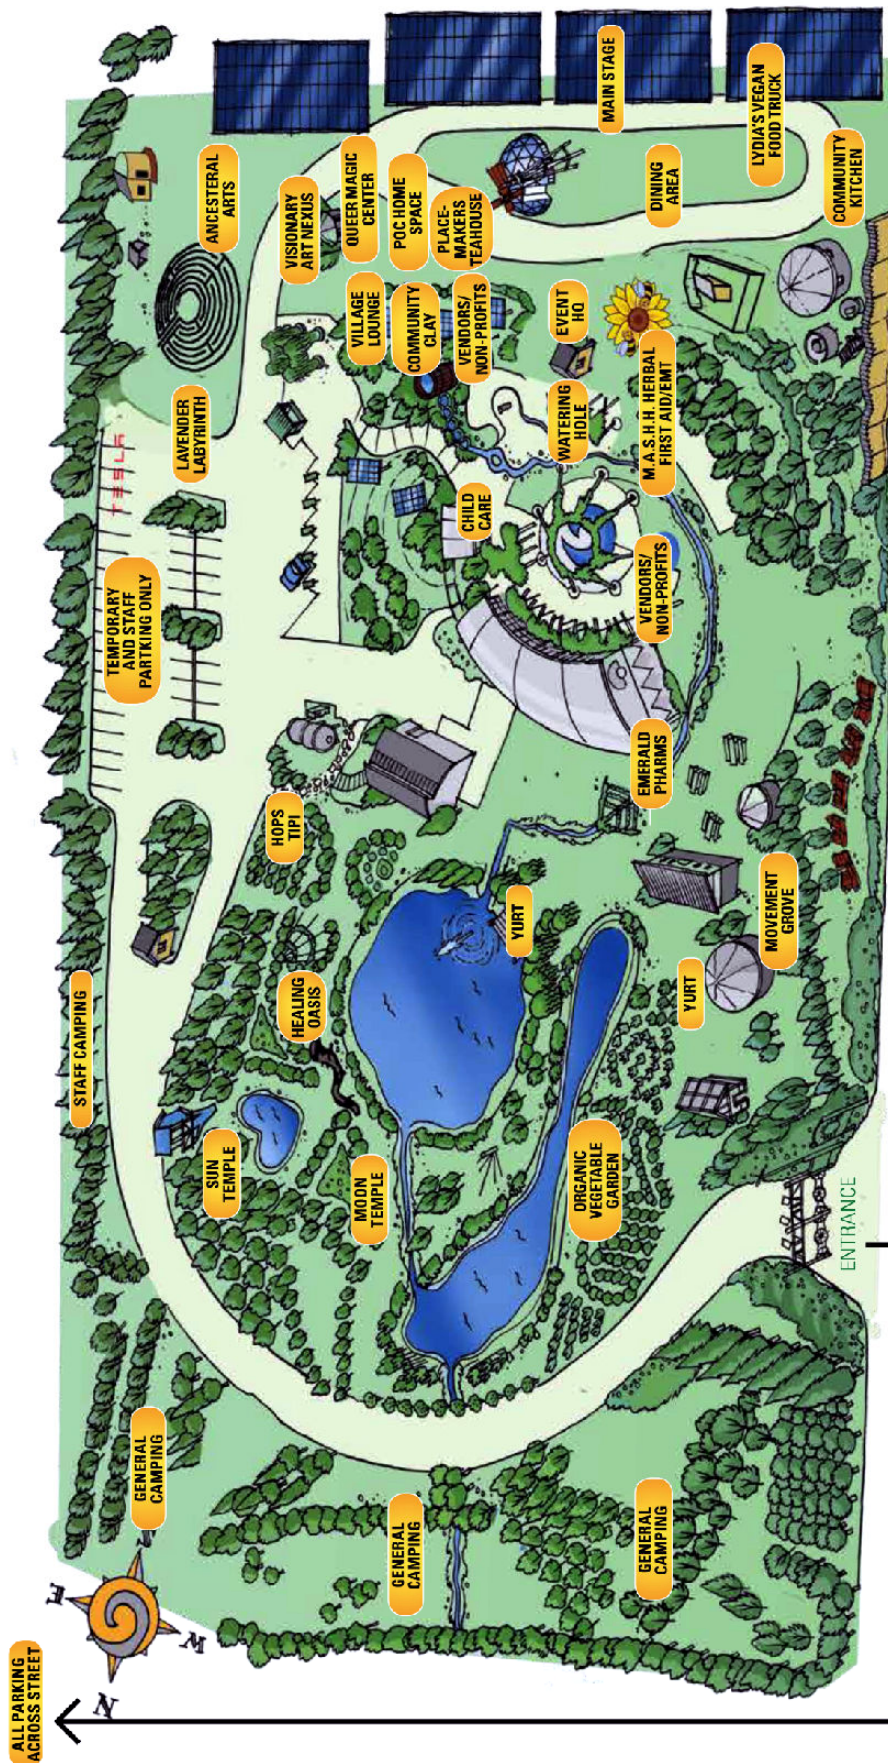 ALL PARKING
ACROSS STREET
E
N
W
STAFF CAMPING
TESLA
TEMPORARY
AND STAFF
PARTKING ONLY
GENERAL
CAMPING
LAVENDER
LABYRINTH
SUN
TEMPLE
ANCESTERAL
ARTS
HOPS
TIPI
VISIONARY
ART NEXUS
HEALING
OASIS
MOON
TEMPLE
VILLAGE
LOUNGE
QUEER MAGIC
CENTER
GENERAL
CAMPING
COMMUNITY
CLAY
POC HOME
SPACE
CHILD
CARE
VENDORS/
NON-PROFITS
PLACE-
MAKERS
TEAHOUSE
YURT
WATERING
HOLE
EVENT
HO
ORGANIC
VEGETABLE
GARDEN
MAIN STAGE
GENERAL
CAMPING
EMERALD
PHARMS
VENDORS/
NON-PROFITS
M.A.S.H.H. HERBAL
FIRST AID/EMT
DINING
AREA
YURT
LYDIA'S VEGAN
FOOD TRUCK
MOVEMENT
GROVE
COMMUNITY
KITCHEN
ENTRANCE